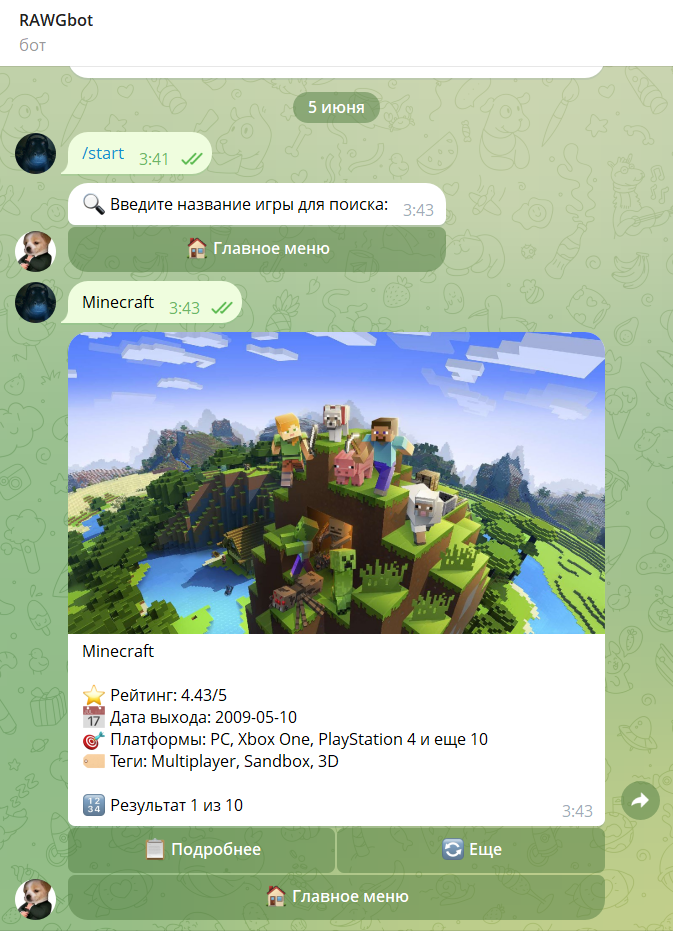 RAWGbot
бот
5 июня
/start 3:41
Введите название игры для поиска: 3:43
Главное меню
Minecraft 3:43
Minecraft
Рейтинг: 4.43/5
17 Дата выхода: 2009-05-10
Платформы: PC, Xbox One, PlayStation 4 и еще 10
Теги: Multiplayer, Sandbox, 3D
1234 Результат 1 из 10
3:43
Подробнее Еще
Главное меню